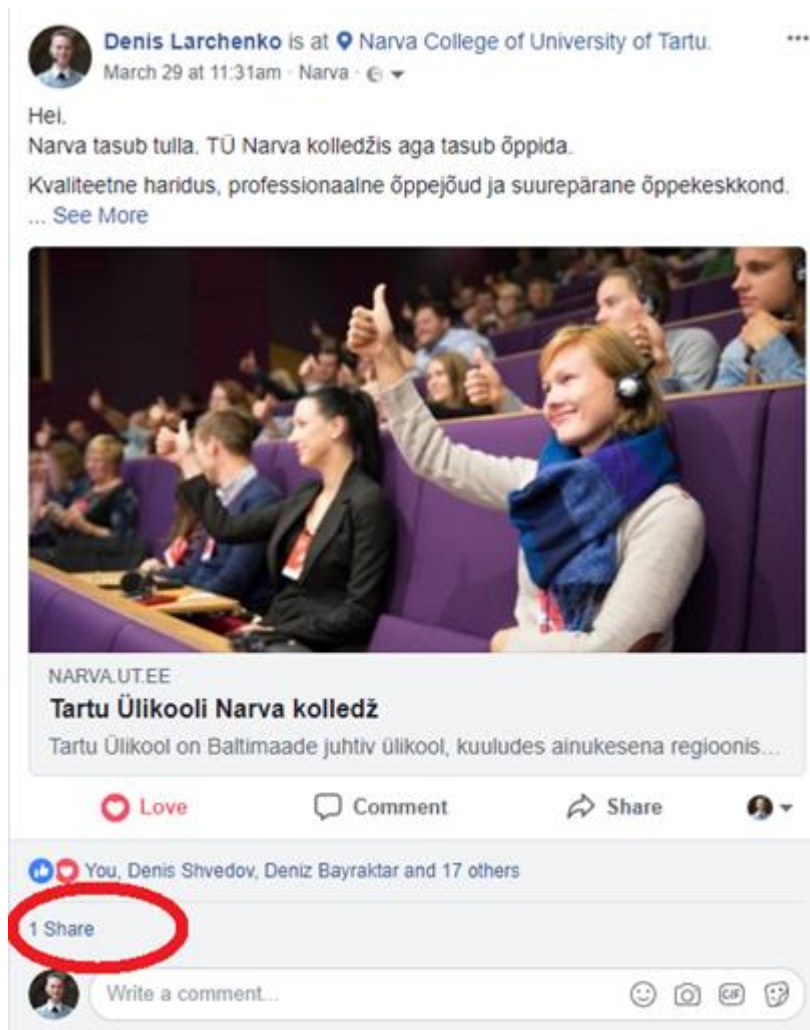 Denis Larchenko is at Narva College of University of Tartu.
March 29 at 11:31am · Narva ·
Hei.
Narva tasub tulla. TÜ Narva kolledžis aga tasub õppida.
Kvaliteetne haridus, professionaalne õppejõud ja suurepärane õppekeskkond.
... See More
NARVA.UT.EE
Tartu Ülikooli Narva kolledž
Tartu Ülikool on Baltimaade juhtiv ülikool, kuuludes ainukesena regioonis...
Love Comment Share
You, Denis Shvedov, Deniz Bayraktar and 17 others
1 Share
Write a comment...
GIF